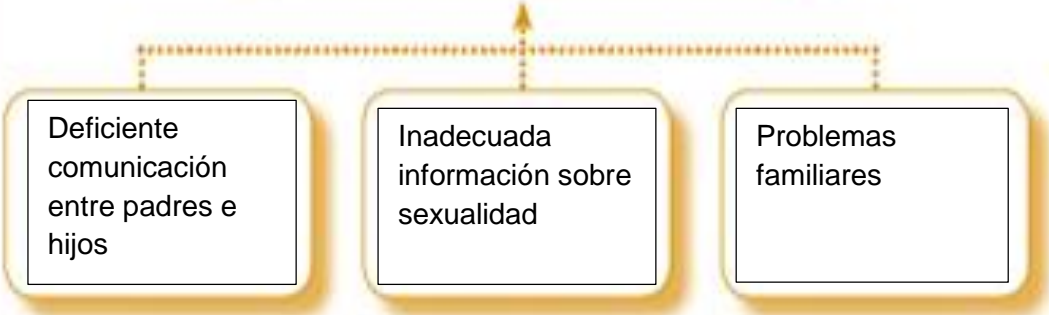 Deficiente
comunicación
entre padres e
hijos
Inadecuada
información sobre
sexualidad
Problemas
familiares